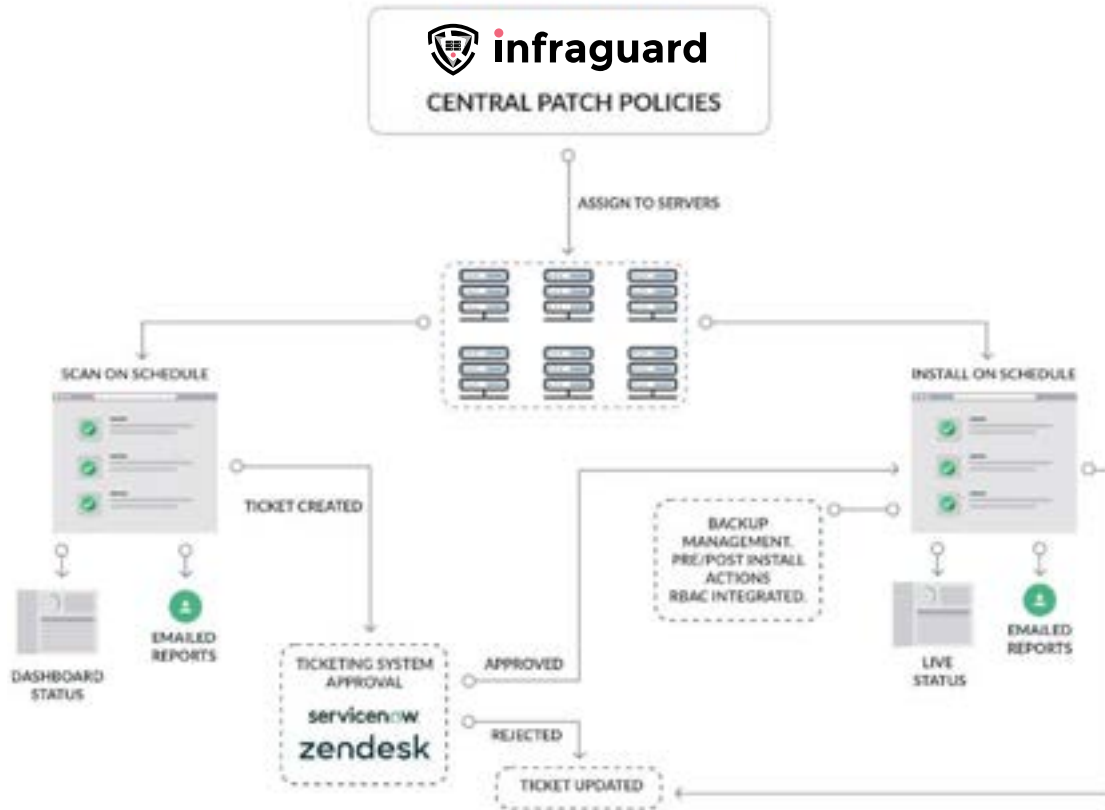 infraguard
CENTRAL PATCH POLICIES
ASSIGN TO SERVERS
SCAN ON SCHEDULE
INSTALL ON SCHEDULE
TICKET CREATED
BACKUP
MANAGEMENT.
PRE/POST INSTALL
ACTIONS
RBAC INTEGRATED.
DASHBOARD
STATUS
EMAILED
REPORTS
TICKETING SYSTEM
APPROVAL
servicenow
zendesk
APPROVED
REJECTED
TICKET UPDATED
LIVE
STATUS
EMAILED
REPORTS